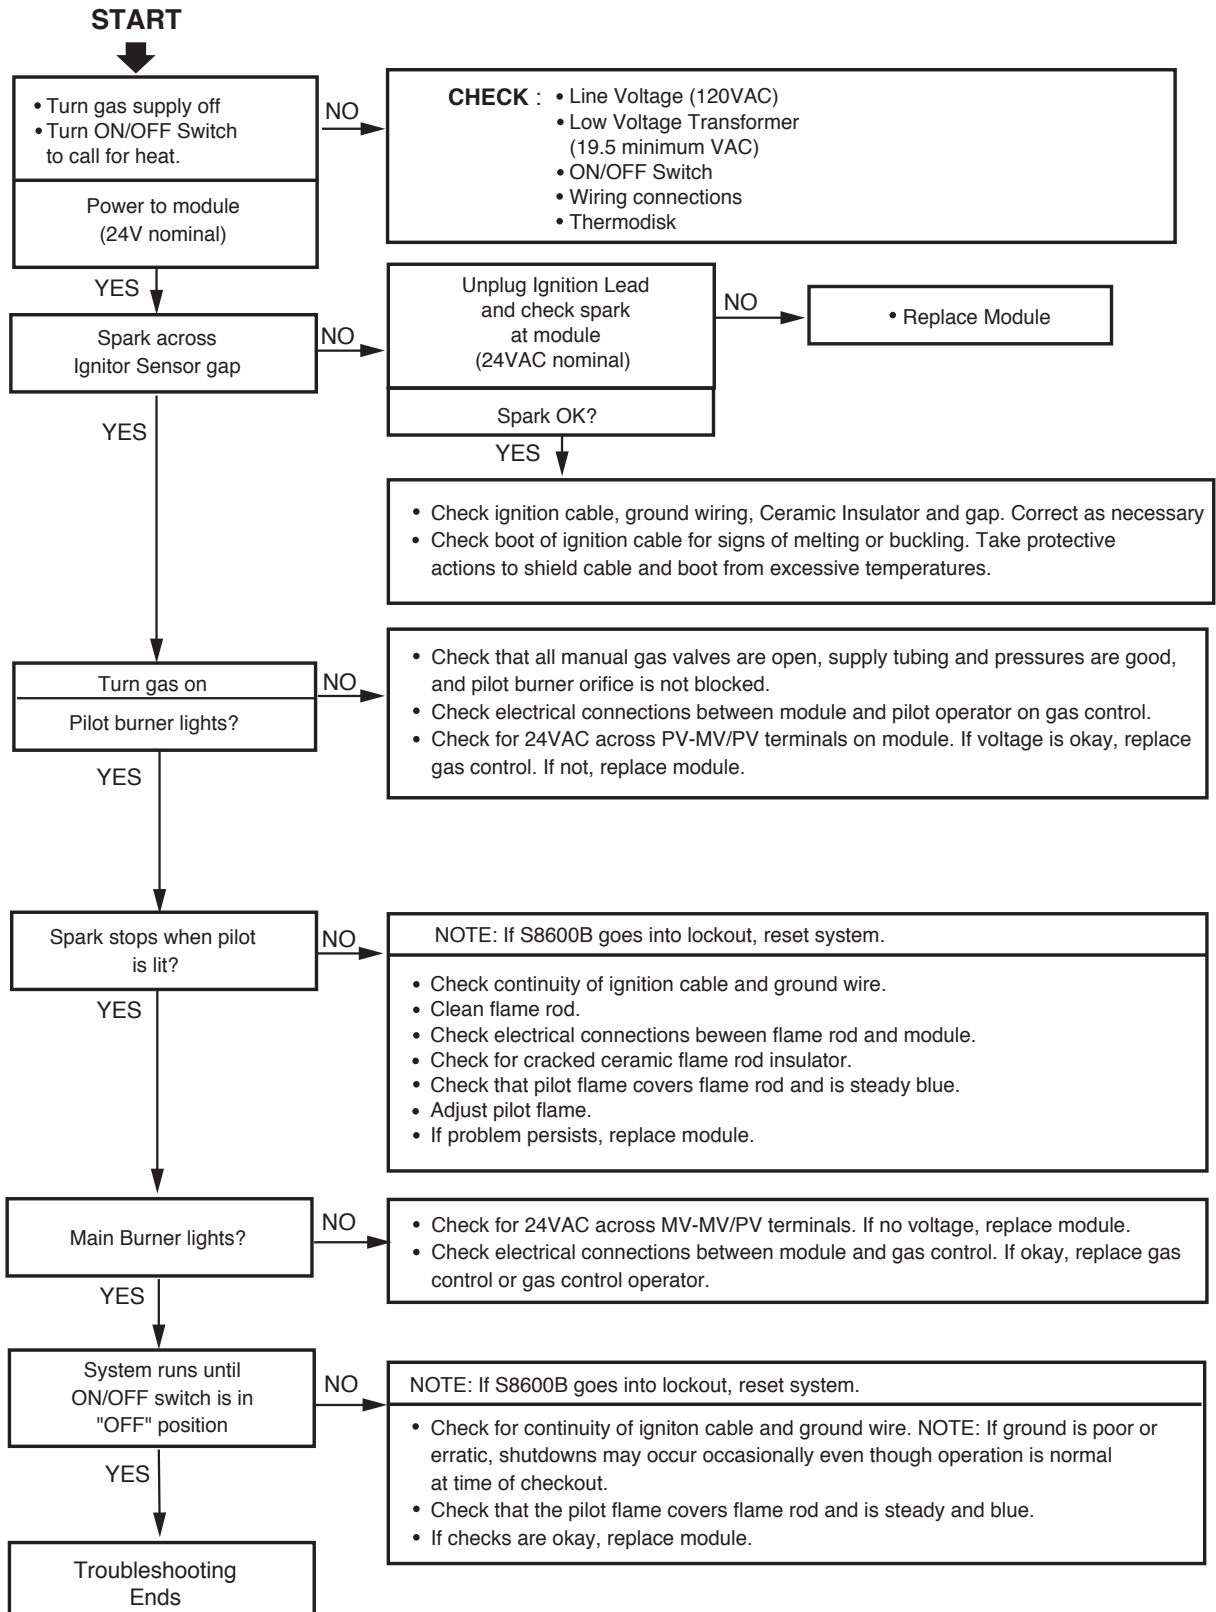 START
• Turn gas supply off
• Turn ON/OFF Switch
to call for heat.
Power to module
(24V nominal)
NO
CHECK : • Line Voltage (120VAC)
• Low Voltage Transformer
(19.5 minimum VAC)
• ON/OFF Switch
• Wiring connections
• Thermodisk
YES
Spark across
Ignitor Sensor gap
NO
Unplug Ignition Lead
and check spark
at module
(24VAC nominal)
Spark OK?
NO
• Replace Module
YES
• Check ignition cable, ground wiring, Ceramic Insulator and gap. Correct as necessary
• Check boot of ignition cable for signs of melting or buckling. Take protective
actions to shield cable and boot from excessive temperatures.
YES
Turn gas on
Pilot burner lights?
NO
• Check that all manual gas valves are open, supply tubing and pressures are good,
and pilot burner orifice is not blocked.
• Check electrical connections between module and pilot operator on gas control.
• Check for 24VAC across PV-MV/PV terminals on module. If voltage is okay, replace
gas control. If not, replace module.
YES
Spark stops when pilot
is lit?
NO
NOTE: If S8600B goes into lockout, reset system.
• Check continuity of ignition cable and ground wire.
• Clean flame rod.
• Check electrical connections beween flame rod and module.
• Check for cracked ceramic flame rod insulator.
• Check that pilot flame covers flame rod and is steady blue.
• Adjust pilot flame.
• If problem persists, replace module.
YES
Main Burner lights?
NO
• Check for 24VAC across MV-MV/PV terminals. If no voltage, replace module.
• Check electrical connections between module and gas control. If okay, replace gas
control or gas control operator.
YES
System runs until
ON/OFF switch is in
"OFF" position
NO
NOTE: If S8600B goes into lockout, reset system.
• Check for continuity of igniton cable and ground wire. NOTE: If ground is poor or
erratic, shutdowns may occur occasionally even though operation is normal
at time of checkout.
• Check that the pilot flame covers flame rod and is steady and blue.
• If checks are okay, replace module.
YES
Troubleshooting
Ends